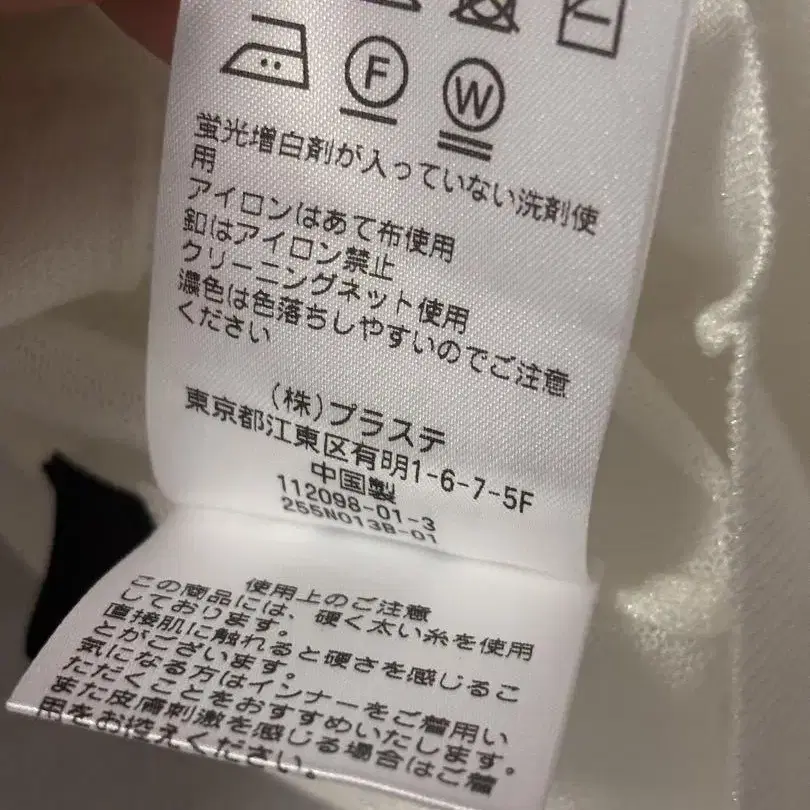 F
W
蛍光増白剤が入っていない洗剤使
用
アイロンはあて布使用
釦はアイロン禁止
クリーニングネット使用
濃色は色落ちしやすいのでご注意
ください
(株)プラステ
東京都江東区有明1-6-7-5F
中国製
112098-01-3
255N013B-01
使用上のご注意
この商品には、硬く太い糸を使用
しております。
直接肌に触れると硬さを感じるこ
とがございます。
気になる方はインナーをご着用い
ただくことをおすすめいたします。
また皮膚刺激を感じる場合はご着
用をお控えください。